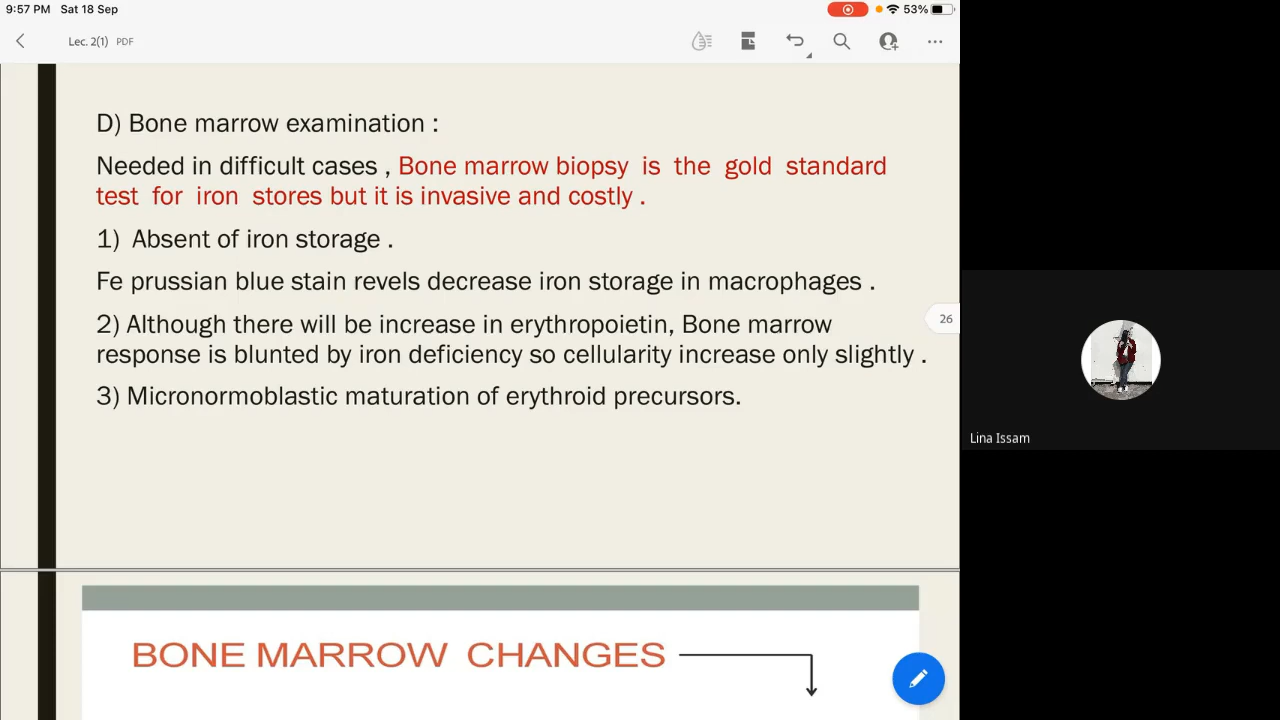 9:57 PM Sat 18 Sep
53%
Lec. 2(1) PDF
D) Bone marrow examination :
Needed in difficult cases , Bone marrow biopsy is the gold standard
test for iron stores but it is invasive and costly .
1) Absent of iron storage .
Fe prussian blue stain revels decrease iron storage in macrophages .
2) Although there will be increase in erythropoietin, Bone marrow
26
response is blunted by iron deficiency so cellularity increase only slightly .
3) Micronormoblastic maturation of erythroid precursors.
Lina Issam
BONE MARROW CHANGES